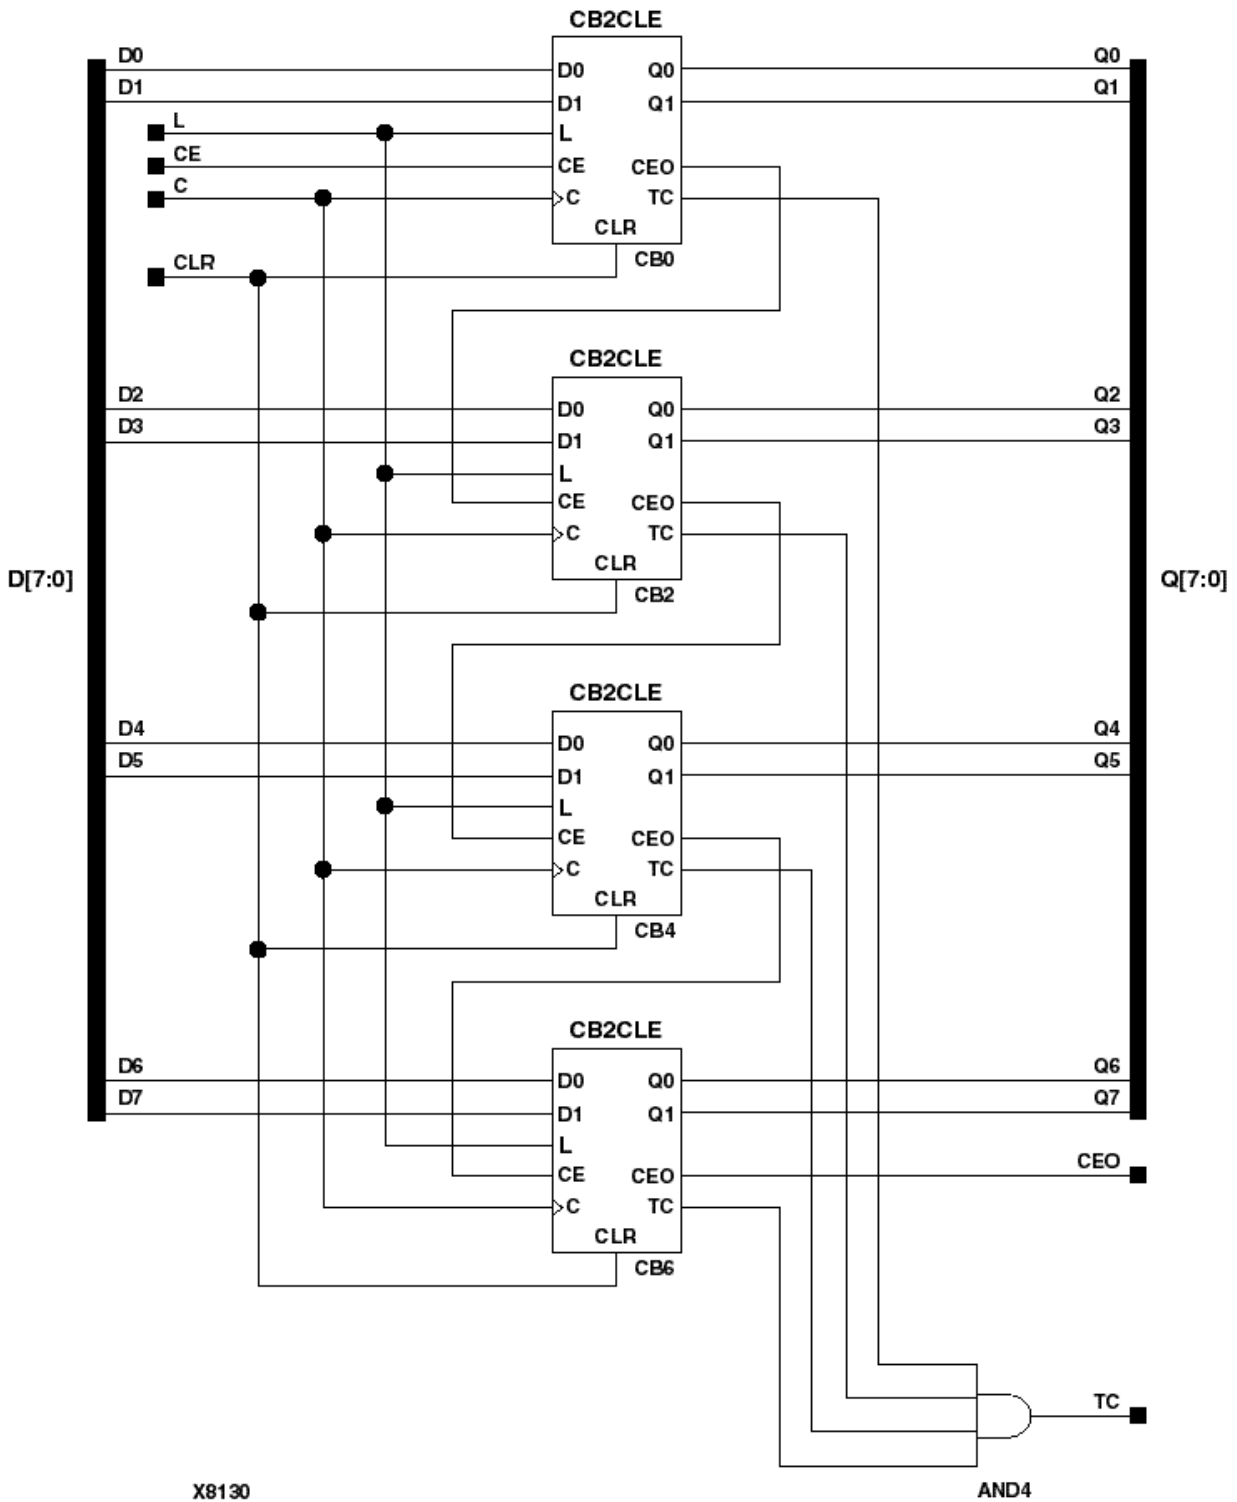 CB2CLE
D0 D0 Q0 Q0
D1 D1 Q1 Q1
L L
CE CE CEO
C C TC
CLR
CLR CB0
CB2CLE
D2 D0 Q0 Q2
D3 D1 Q1 Q3
L
CE CEO
C TC
CLR
D[7:0] CB2 Q[7:0]
CB2CLE
D4 D0 Q0 Q4
D5 D1 Q1 Q5
L
CE CEO
C TC
CLR
CB4
CB2CLE
D6 D0 Q0 Q6
D7 D1 Q1 Q7
L
CE CEO CEO
C TC
CLR
CB6
TC
X8130 AND4